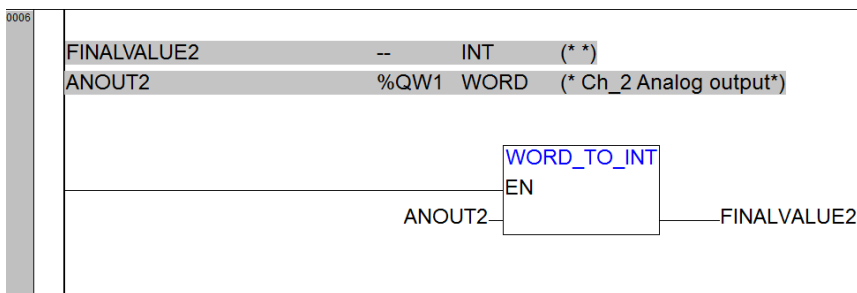 0006
FINALVALUE2 -- INT (* *)
ANOUT2 %QW1 WORD (* Ch_2 Analog output*)
WORD_TO_INT
EN
ANOUT2 FINALVALUE2